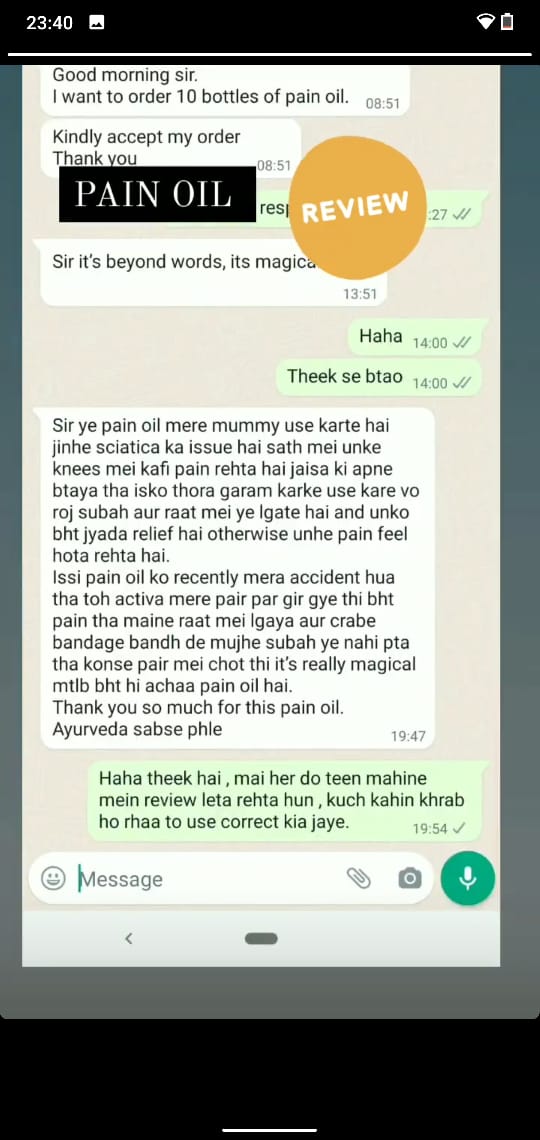 23:40
Good morning sir.
I want to order 10 bottles of pain oil. 08:51
Kindly accept my order
Thank you 08:51
PAIN OIL
REVIEW
:27
Sir it's beyond words, its magica
13:51
Haha 14:00
Theek se btao 14:00
Sir ye pain oil mere mummy use karte hai
jinhe sciatica ka issue hai sath mei unke
knees mei kafi pain rehta hai jaisa ki apne
btaya tha isko thora garam karke use kare vo
roj subah aur raat mei ye lgate hai and unko
bht jyada relief hai otherwise unhe pain feel
hota rehta hai.
Issi pain oil ko recently mera accident hua
tha toh activa mere pair par gir gye thi bht
pain tha maine raat mei lgaya aur crabe
bandage bandh de mujhe subah ye nahi pta
tha konse pair mei chot thi it's really magical
mtlb bht hi achaa pain oil hai.
Thank you so much for this pain oil.
Ayurveda sabse phle 19:47
Haha theek hai , mai her do teen mahine
mein review leta rehta hun , kuch kahin khrab
ho rhaa to use correct kia jaye. 19:54
Message